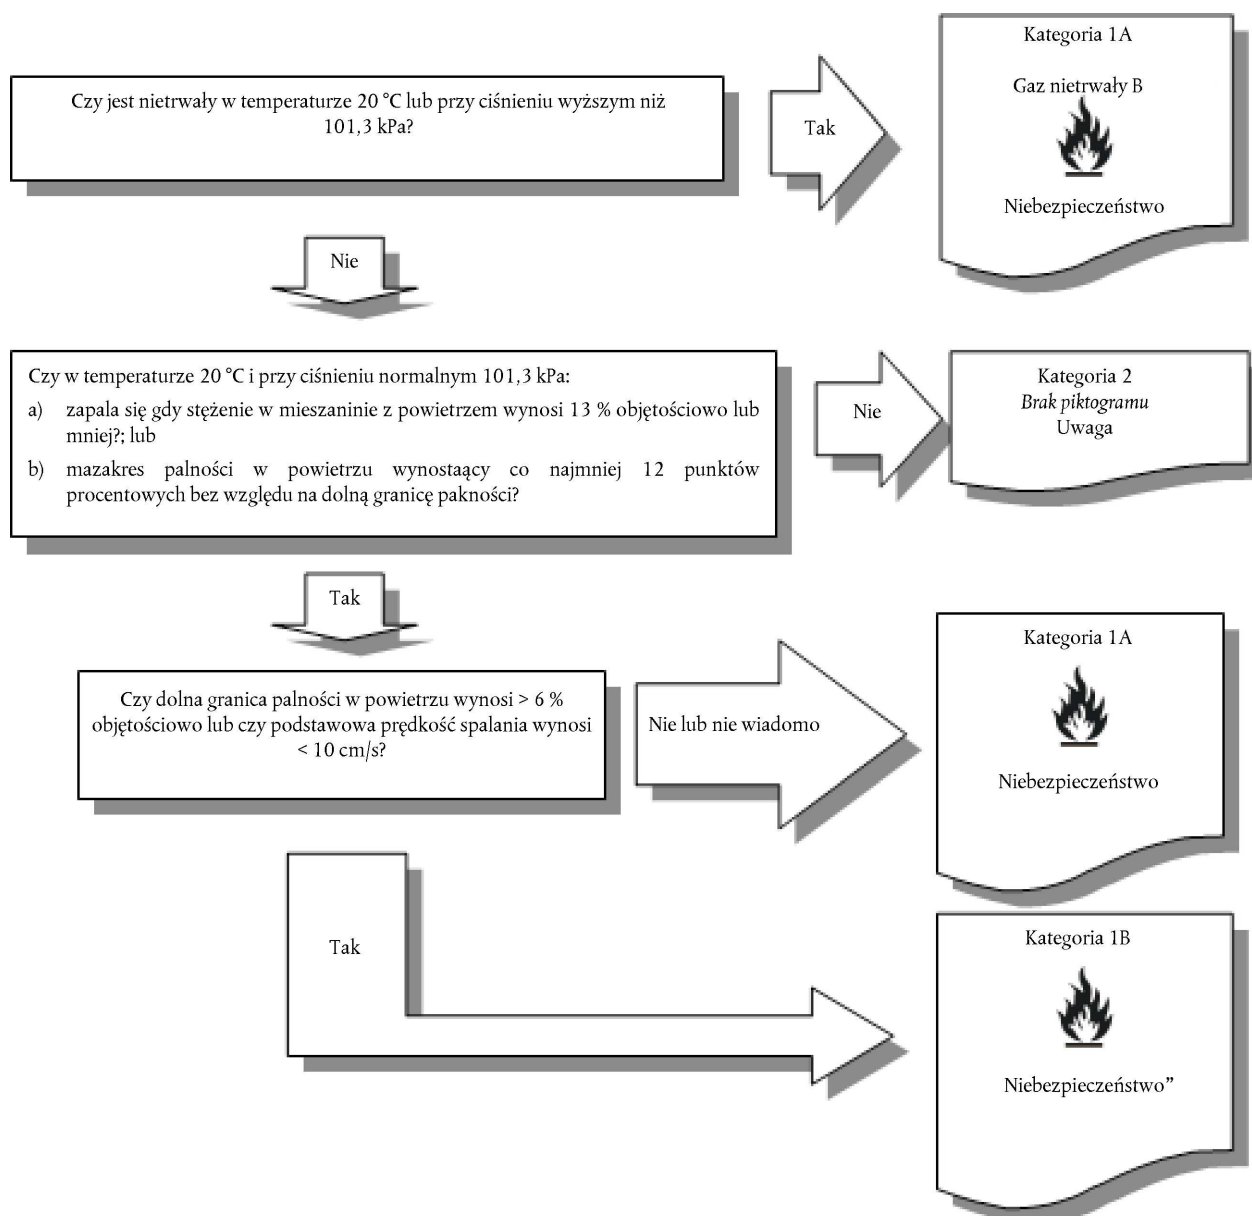 Kategoria 1A
Gaz nietrwały B
Niebezpieczeństwo
Czy jest nietrwały w temperaturze 20 °C lub przy ciśnieniu wyższym niż
101,3 kPa?
Tak
Nie
Czy w temperaturze 20 °C i przy ciśnieniu normalnym 101,3 kPa:
a) zapala się gdy stężenie w mieszaninie z powietrzem wynosi 13 % objętościowo lub
mniej?; lub
b) mazakres palności w powietrzu wynostaący co najmniej 12 punktów
procentowych bez względu na dolną granicę pakności?
Nie
Kategoria 2
Brak piktogramu
Uwaga
Tak
Czy dolna granica palności w powietrzu wynosi > 6 %
objętościowo lub czy podstawowa prędkość spalania wynosi
< 10 cm/s?
Nie lub nie wiadomo
Kategoria 1A
Niebezpieczeństwo
Tak
Kategoria 1B
Niebezpieczeństwo”